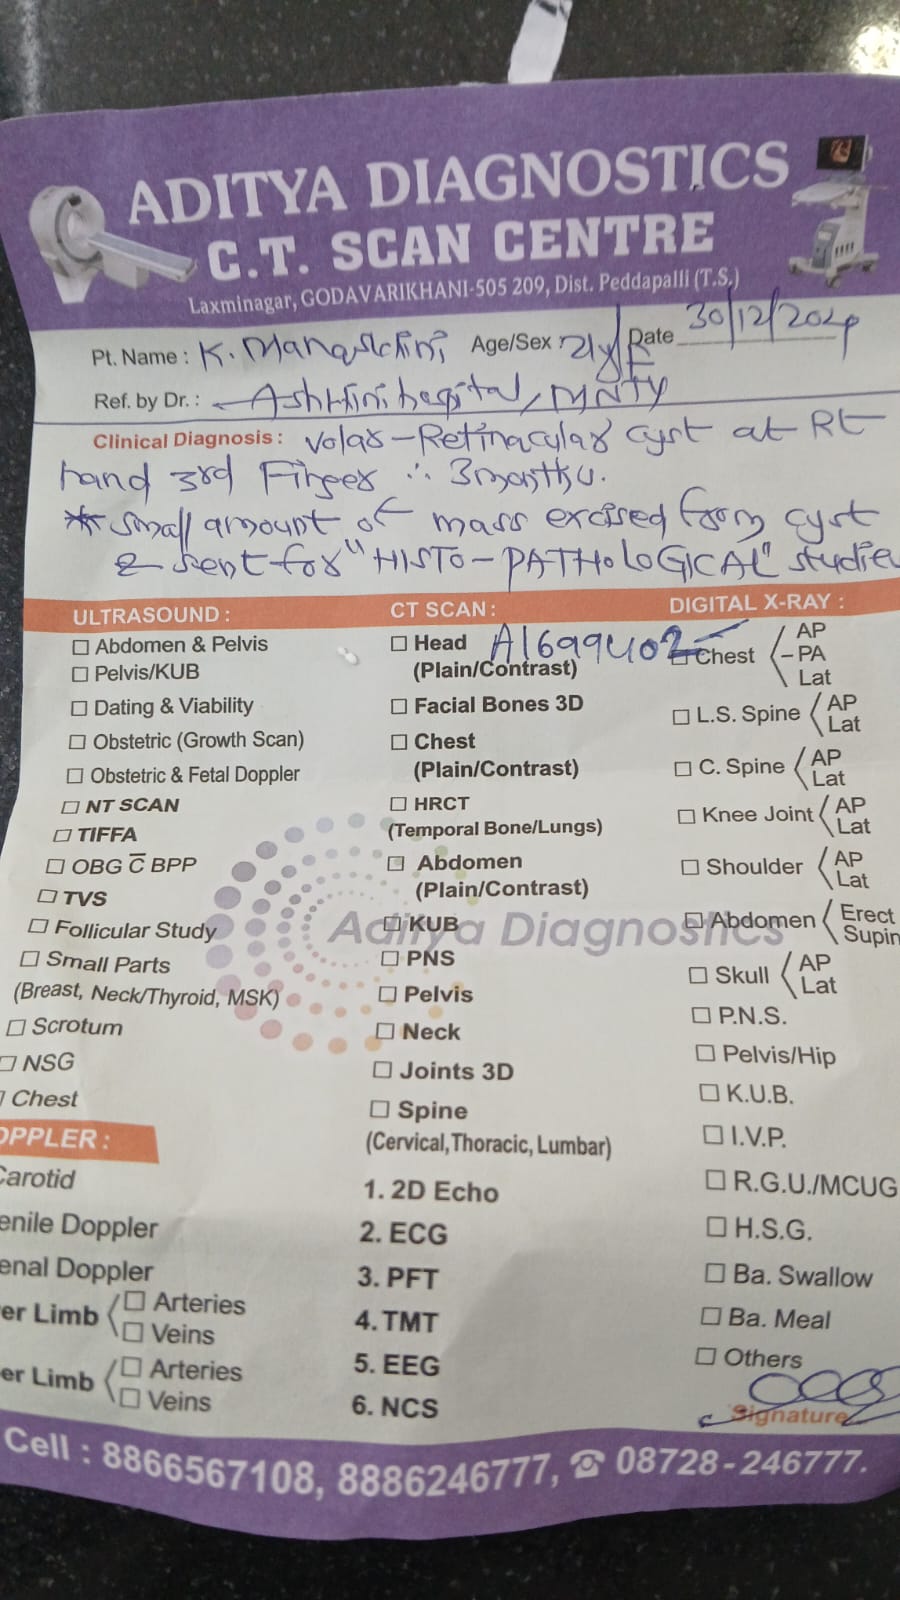 ADITYA DIAGNOSTICS
C.T. SCAN CENTRE
Laxminagar, GODAVARIKHANI-505 209, Dist. Peddapalli (T.S.)
Pt. Name : K. Manaswini Age/Sex 21y/F Date 30/12/2024
Ref. by Dr. : Ashwini hospital, MNTY
Clinical Diagnosis : Volar-Retinacular cyst at Rt
hand 3rd Finger ∴ 3months.
* small amount of mass excised from cyst
& sent for "HISTO-PATHOLOGICAL" studies
ULTRASOUND :
☐ Abdomen & Pelvis
☐ Pelvis/KUB
☐ Dating & Viability
☐ Obstetric (Growth Scan)
☐ Obstetric & Fetal Doppler
☐ NT SCAN
☐ TIFFA
☐ OBG C̅ BPP
☐ TVS
☐ Follicular Study
☐ Small Parts
(Breast, Neck/Thyroid, MSK)
☐ Scrotum
☐ NSG
☐ Chest
OPPLER :
Carotid
enile Doppler
enal Doppler
er Limb ☐ Arteries
☐ Veins
er Limb ☐ Arteries
☐ Veins
CT SCAN :
☐ Head A1699402
(Plain/Contrast)
☐ Facial Bones 3D
☐ Chest
(Plain/Contrast)
☐ HRCT
(Temporal Bone/Lungs)
☐ Abdomen
(Plain/Contrast)
☐ KUB
☐ PNS
☐ Pelvis
☐ Neck
☐ Joints 3D
☐ Spine
(Cervical, Thoracic, Lumbar)
1. 2D Echo
2. ECG
3. PFT
4. TMT
5. EEG
6. NCS
DIGITAL X-RAY :
☐ Chest AP
PA
Lat
☐ L.S. Spine AP
Lat
☐ C. Spine AP
Lat
☐ Knee Joint AP
Lat
☐ Shoulder AP
Lat
☐ Abdomen Erect
Supin
☐ Skull AP
Lat
☐ P.N.S.
☐ Pelvis/Hip
☐ K.U.B.
☐ I.V.P.
☐ R.G.U./MCUG
☐ H.S.G.
☐ Ba. Swallow
☐ Ba. Meal
☐ Others
Signature
Aditya Diagnostics
Cell : 8866567108, 8886246777, ☎ 08728-246777.